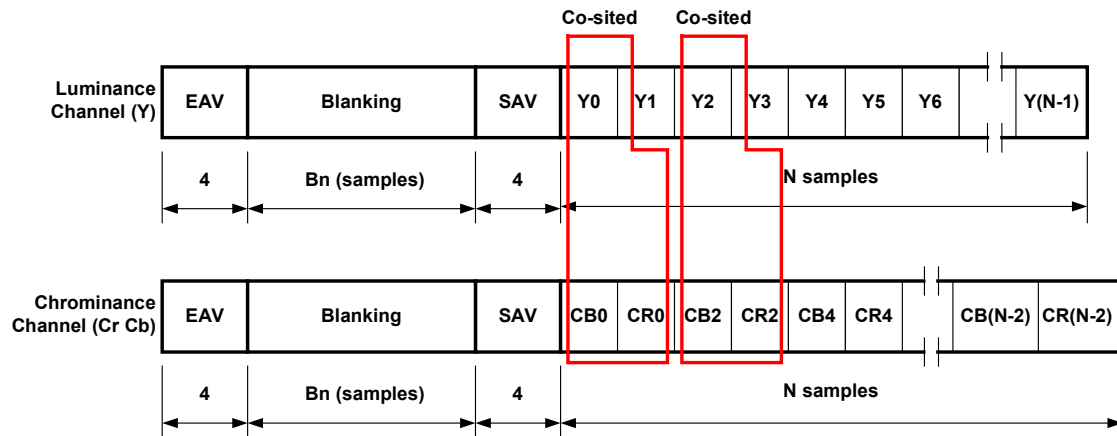 Co-sited Co-sited
Luminance
Channel (Y)
EAV Blanking SAV Y0 Y1 Y2 Y3 Y4 Y5 Y6 Y(N-1)
4 Bn (samples) 4 N samples
Chrominance
Channel (Cr Cb)
EAV Blanking SAV CB0 CR0 CB2 CR2 CB4 CR4 CB(N-2) CR(N-2)
4 Bn (samples) 4 N samples